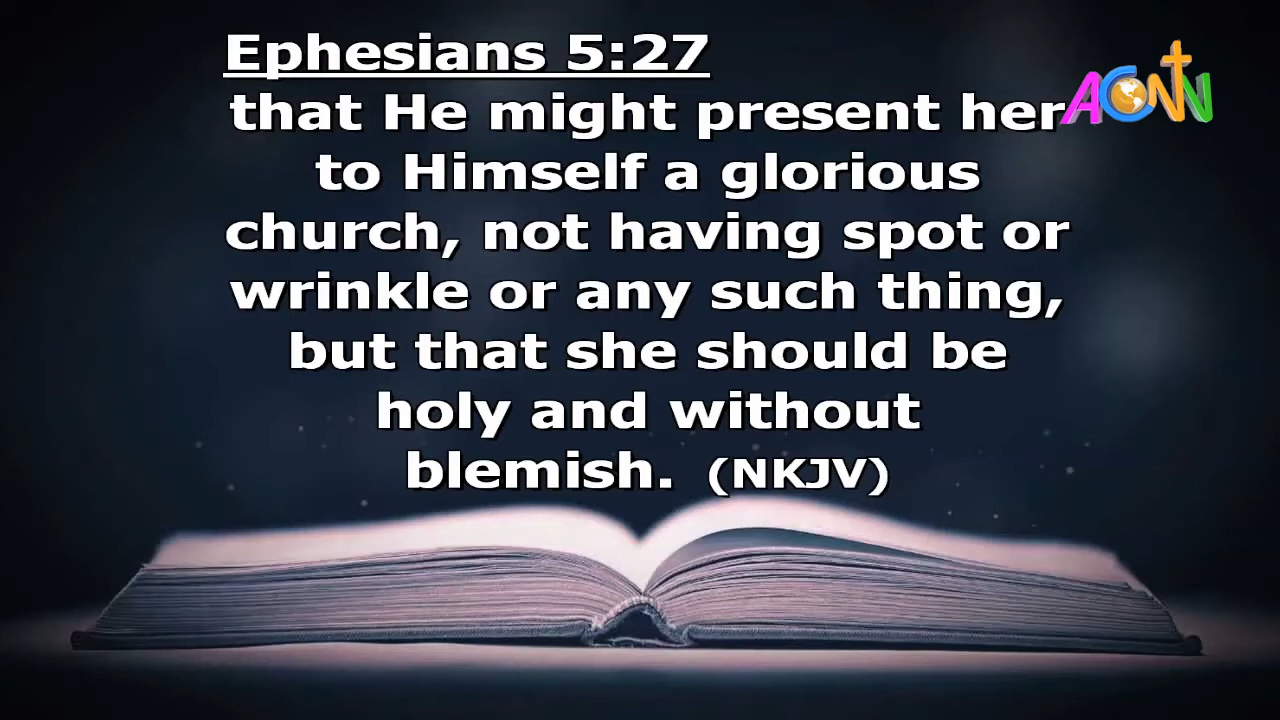 Ephesians 5:27
that He might present her
to Himself a glorious
church, not having spot or
wrinkle or any such thing,
but that she should be
holy and without
blemish. (NKJV)
ACNN